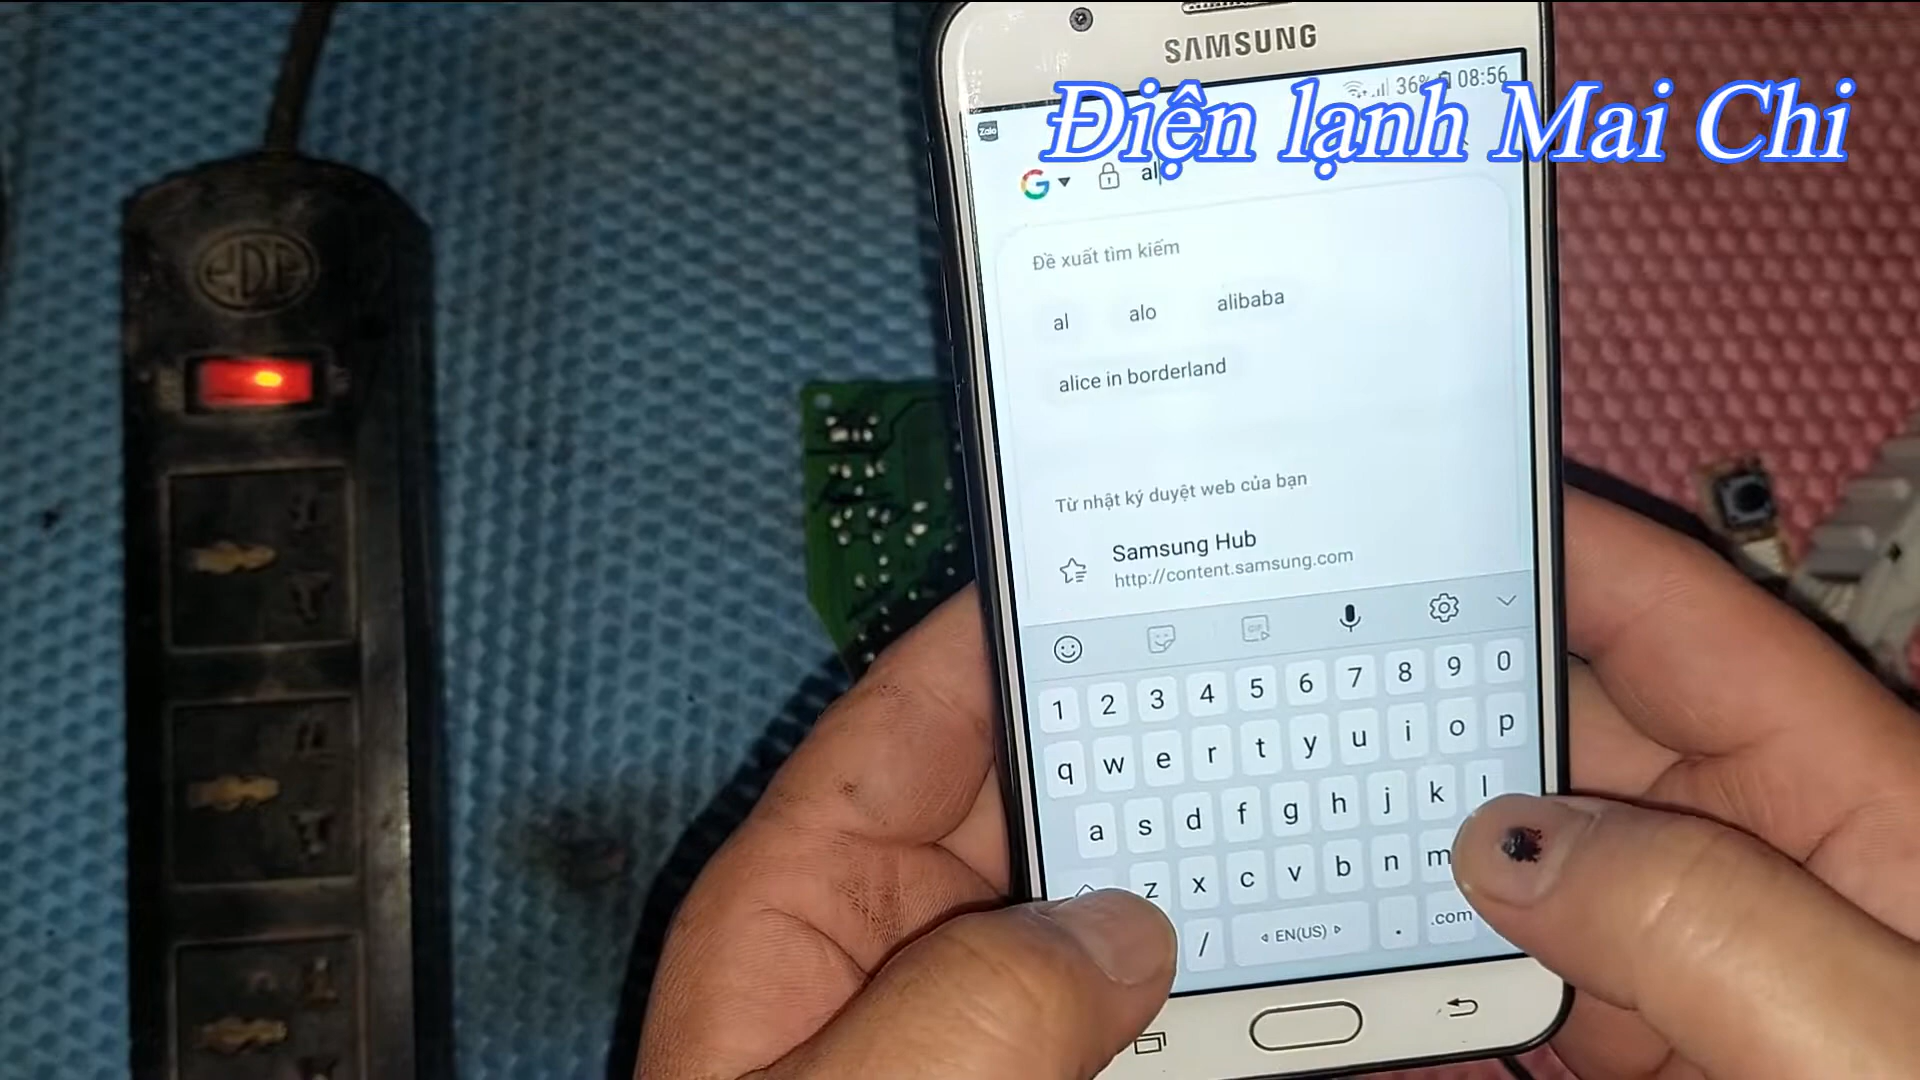 SAMSUNG
36% 08:56
Điện lạnh Mai Chi
Zalo
al
Đề xuất tìm kiếm
al alo alibaba
alice in borderland
Từ nhật ký duyệt web của bạn
Samsung Hub
http://content.samsung.com
GIF
1 2 3 4 5 6 7 8 9 0
q w e r t y u i o p
a s d f g h j k l
z x c v b n m
/ EN(US) . .com